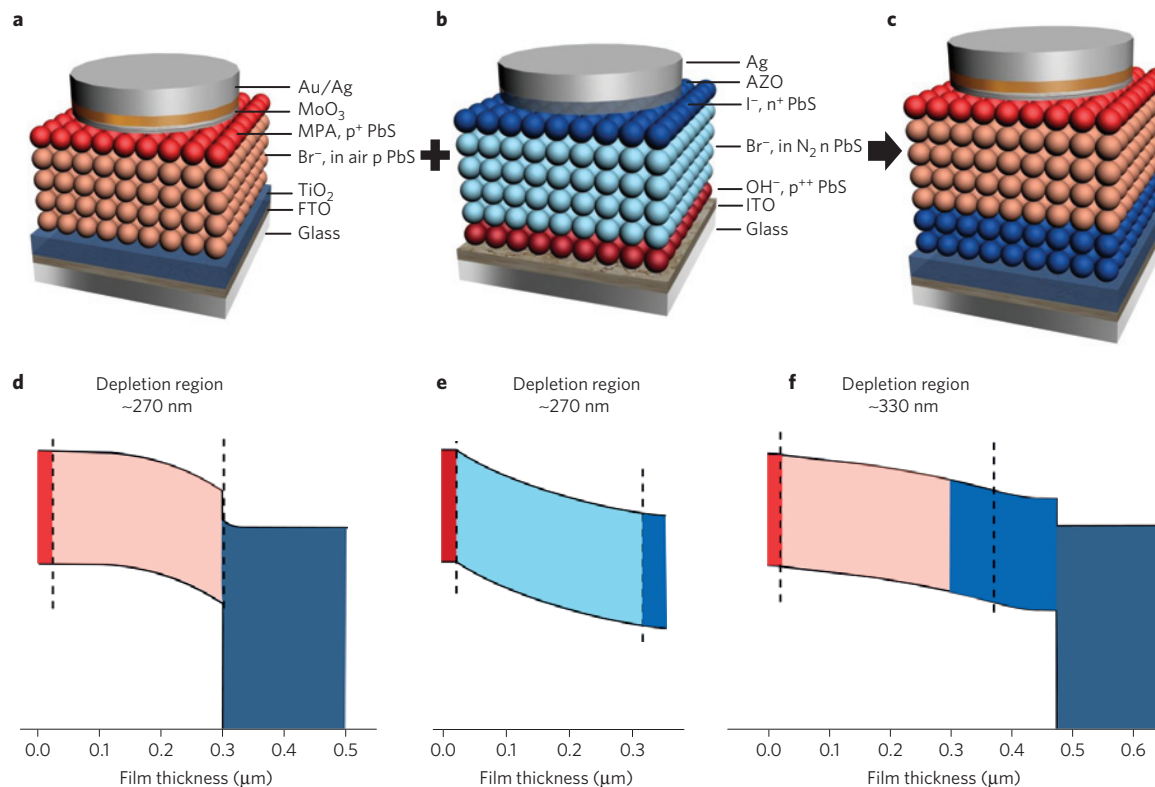 a
Au/Ag
MoO₃
MPA, p⁺ PbS
Br⁻, in air p PbS
TiO₂
FTO
Glass
b
Ag
AZO
I⁻, n⁺ PbS
Br⁻, in N₂ n PbS
OH⁻, p⁺⁺ PbS
ITO
Glass
c
d
Depletion region
~270 nm
0.0 0.1 0.2 0.3 0.4 0.5
Film thickness (μm)
e
Depletion region
~270 nm
0.0 0.1 0.2 0.3
Film thickness (μm)
f
Depletion region
~330 nm
0.0 0.1 0.2 0.3 0.4 0.5 0.6
Film thickness (μm)